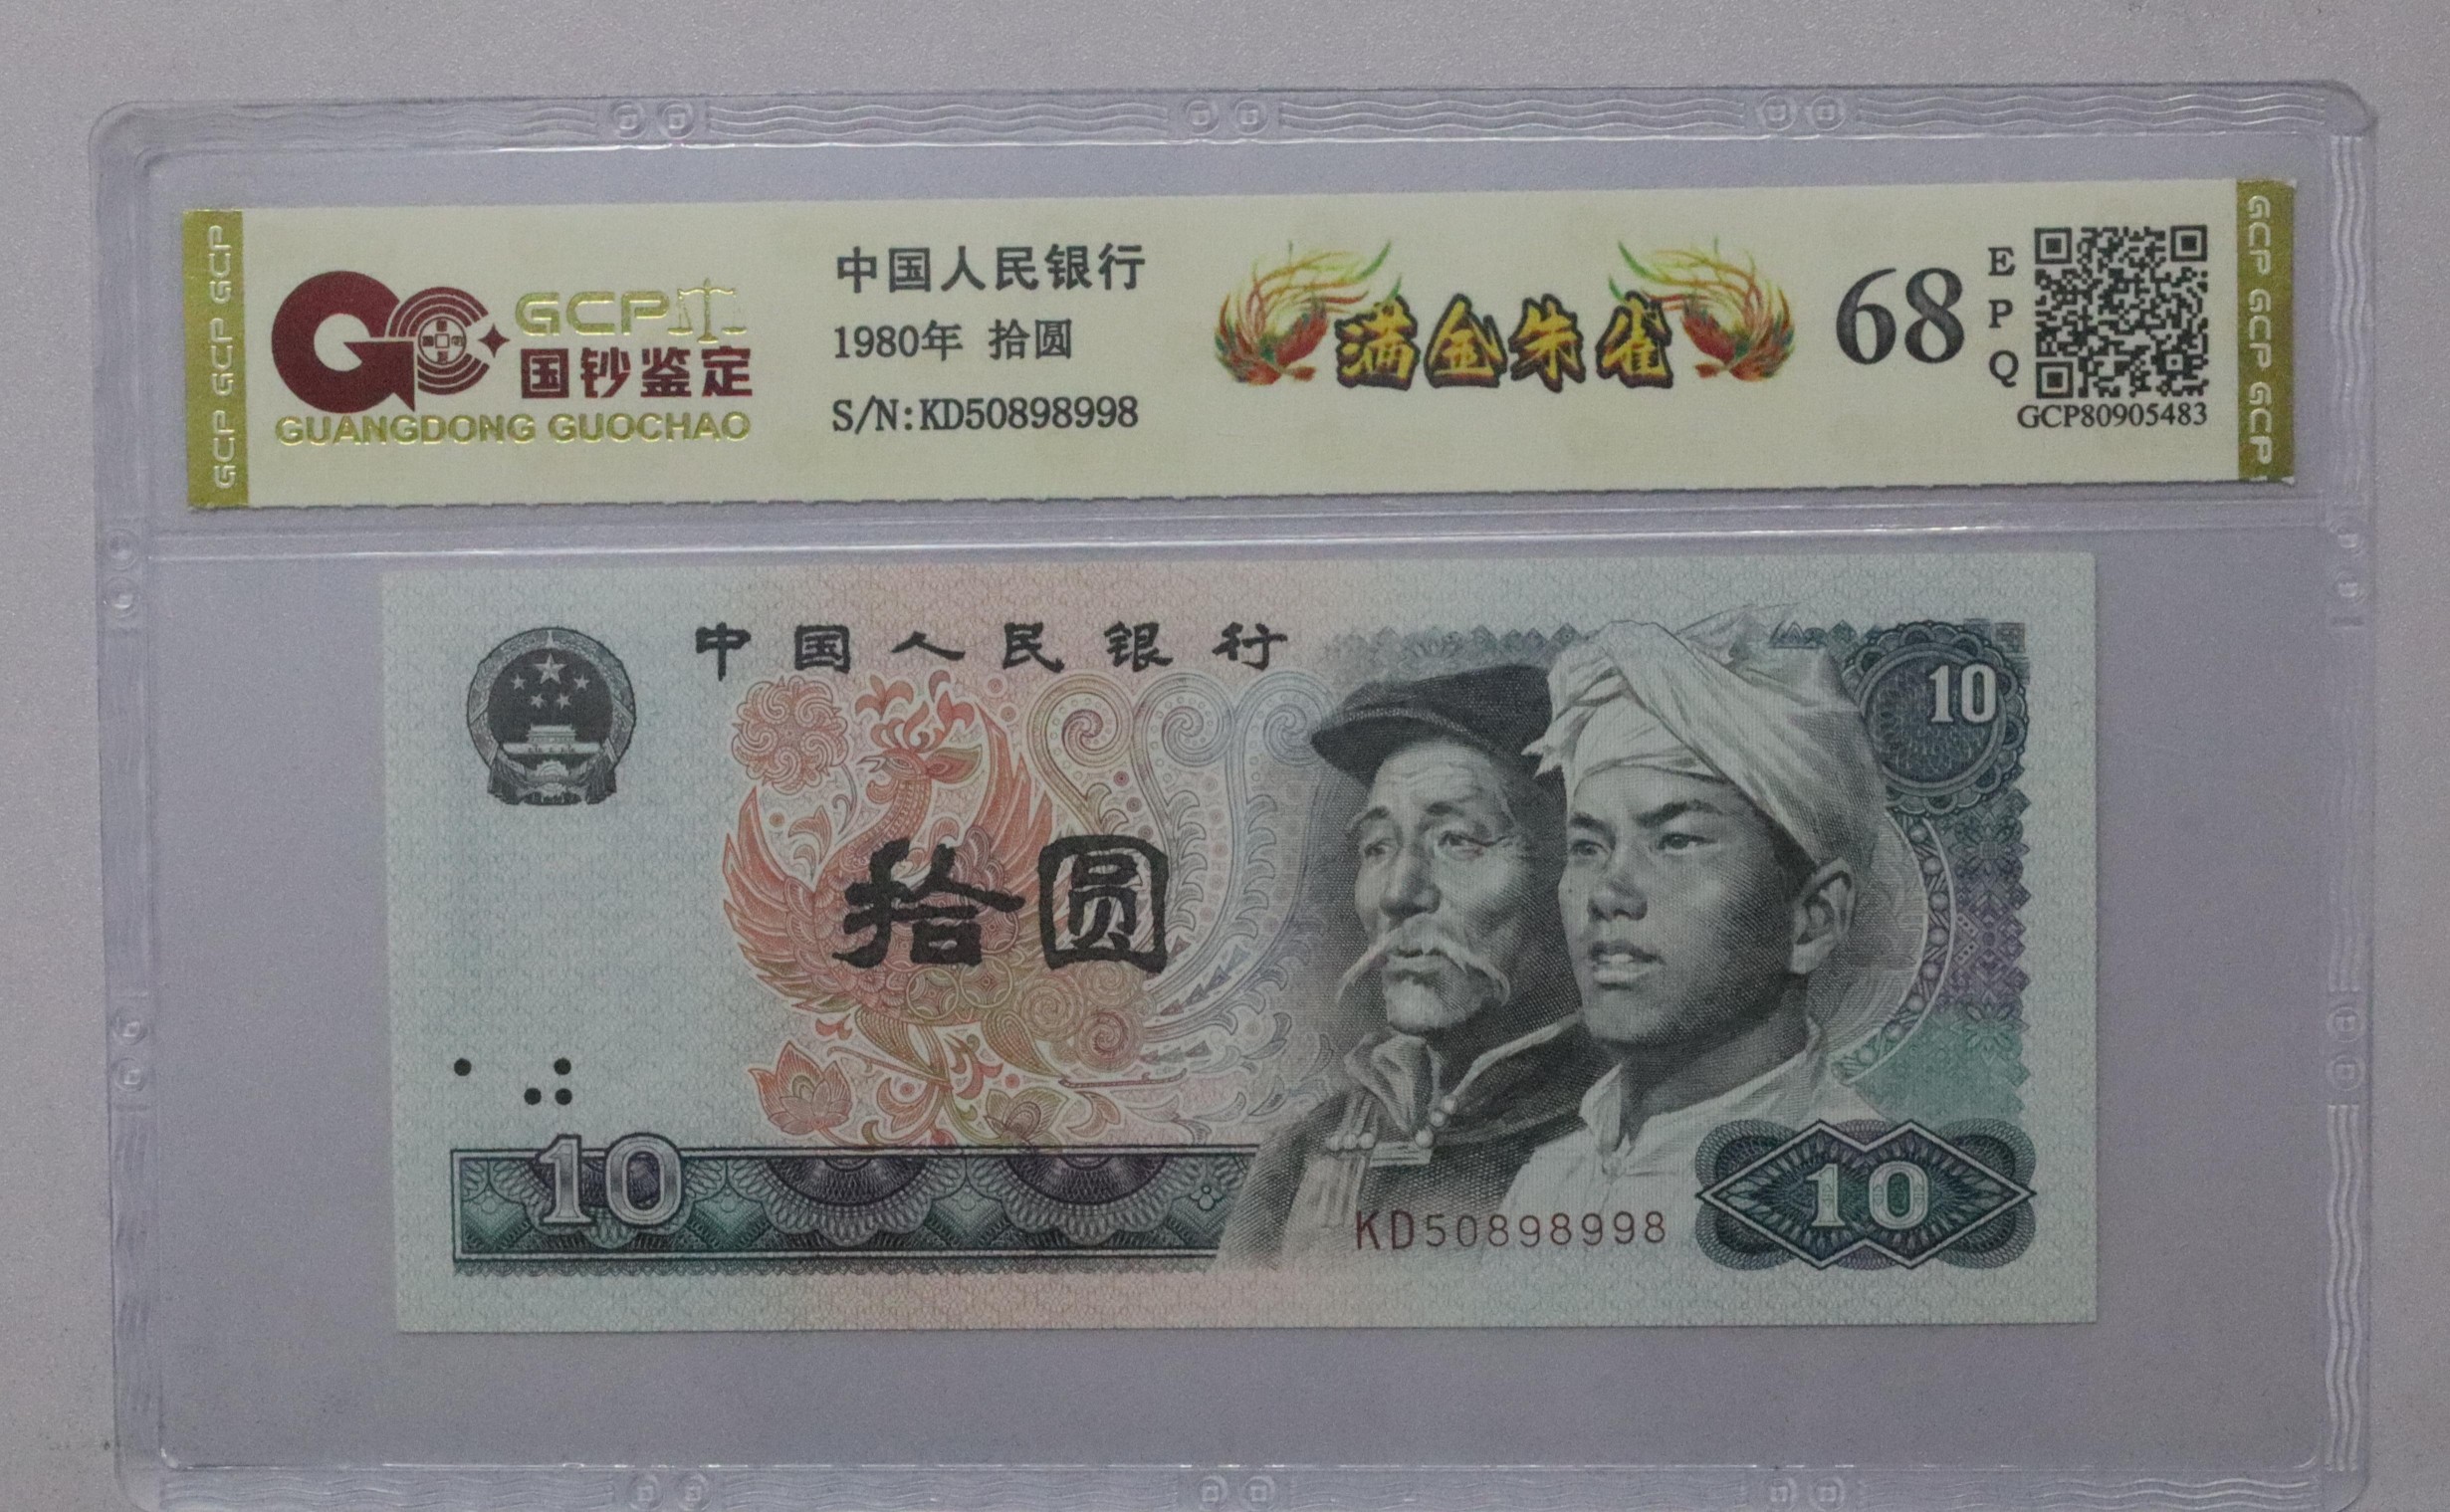 GCP GCP GCP
GCP
国钞鉴定
GUANGDONG GUOCHAO
中国人民银行
1980年 拾圆
S/N:KD50898998
满金朱雀
68
E
P
Q
GCP80905483
GCP GCP GCP
中国人民银行
10
拾圆
10
KD50898998
10